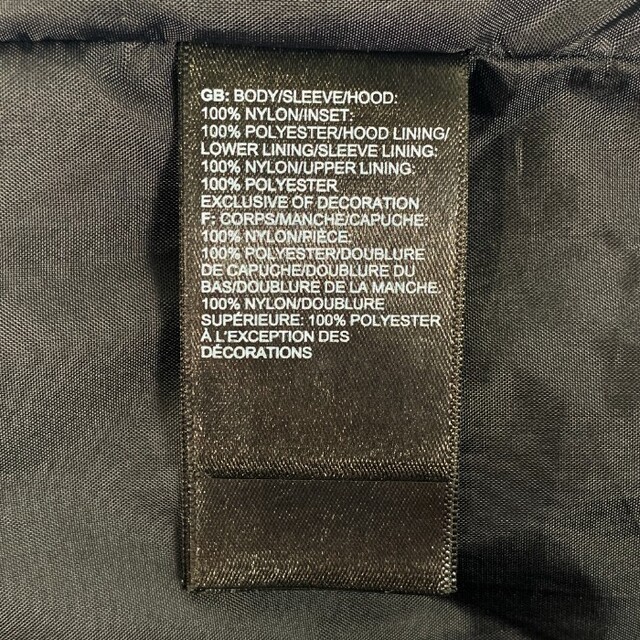 GB: BODY/SLEEVE/HOOD:
100% NYLON/INSET:
100% POLYESTER/HOOD LINING/
LOWER LINING/SLEEVE LINING:
100% NYLON/UPPER LINING:
100% POLYESTER
EXCLUSIVE OF DECORATION
F: CORPS/MANCHE/CAPUCHE:
100% NYLON/PIÈCE:
100% POLYESTER/DOUBLURE
DE CAPUCHE/DOUBLURE DU
BAS/DOUBLURE DE LA MANCHE:
100% NYLON/DOUBLURE
SUPÉRIEURE: 100% POLYESTER
À L'EXCEPTION DES
DÉCORATIONS